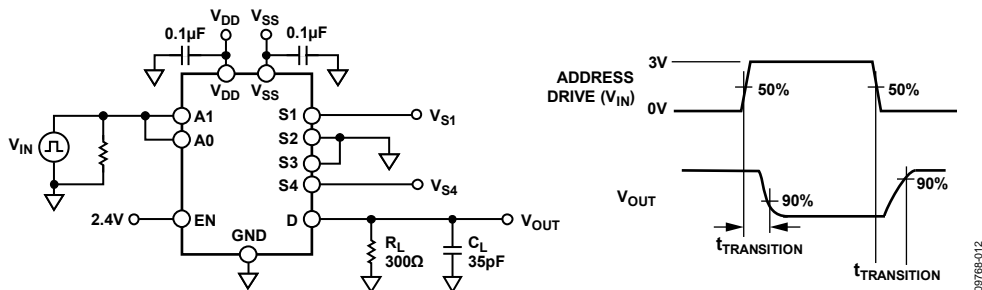 VDD VSS
0.1µF 0.1µF
VDD VSS
A1
A0
VIN
2.4V
EN
GND
S1
VS1
S2
S3
S4
VS4
D
VOUT
RL
300Ω
CL
35pF
ADDRESS
DRIVE (VIN)
3V
0V
50% 50%
VOUT
90% 90%
tTRANSITION
tTRANSITION
09768-012